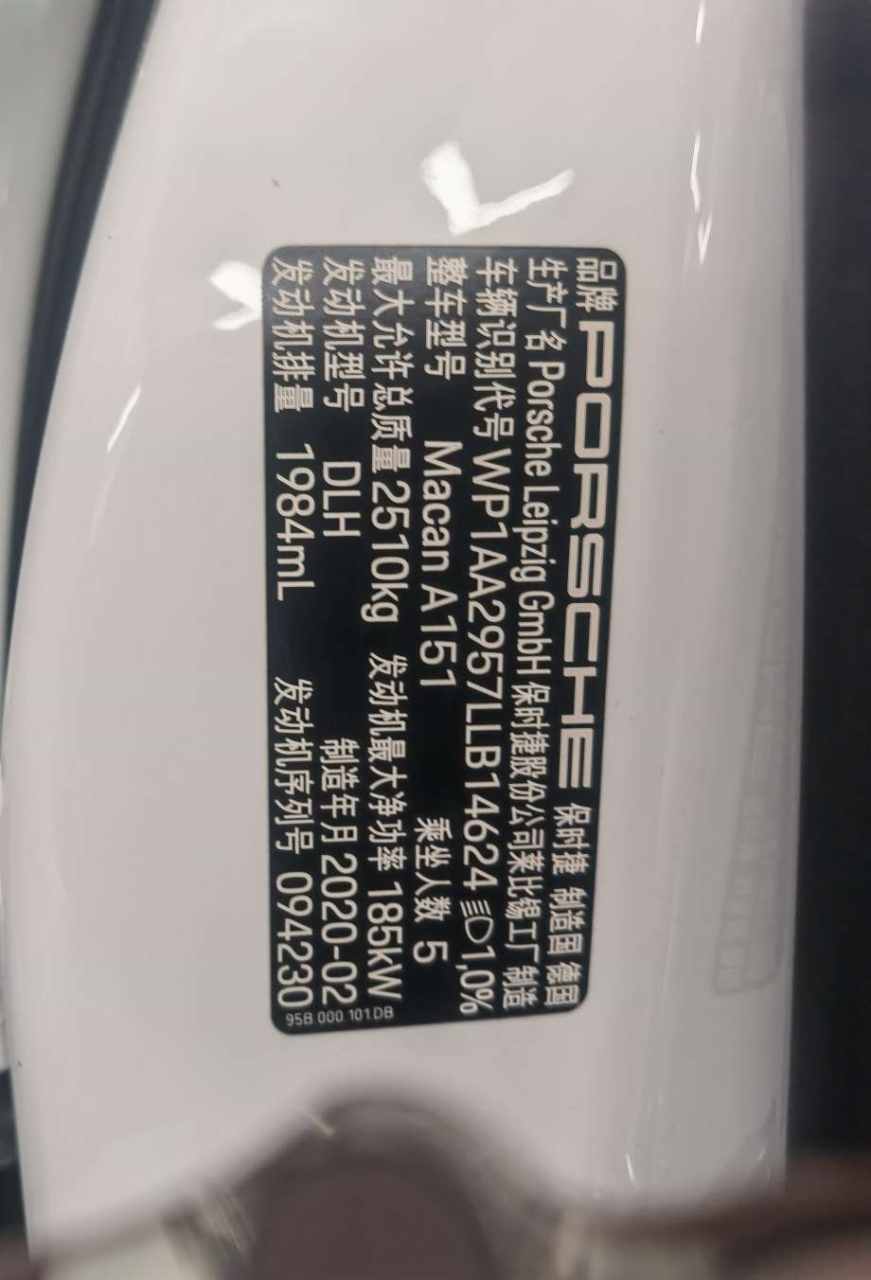 品牌 PORSCHE 保时捷 制造国 德国
生产厂名 Porsche Leipzig GmbH 保时捷股份公司莱比锡工厂 制造
车辆识别代号 WP1AA2957LLB14624 1,0%
整车型号 Macan A151 乘坐人数 5
最大允许总质量 2510kg 发动机最大净功率 185kW
发动机型号 DLH 制造年月 2020-02
发动机排量 1984mL 发动机序列号 094230
95B.000.101.DB